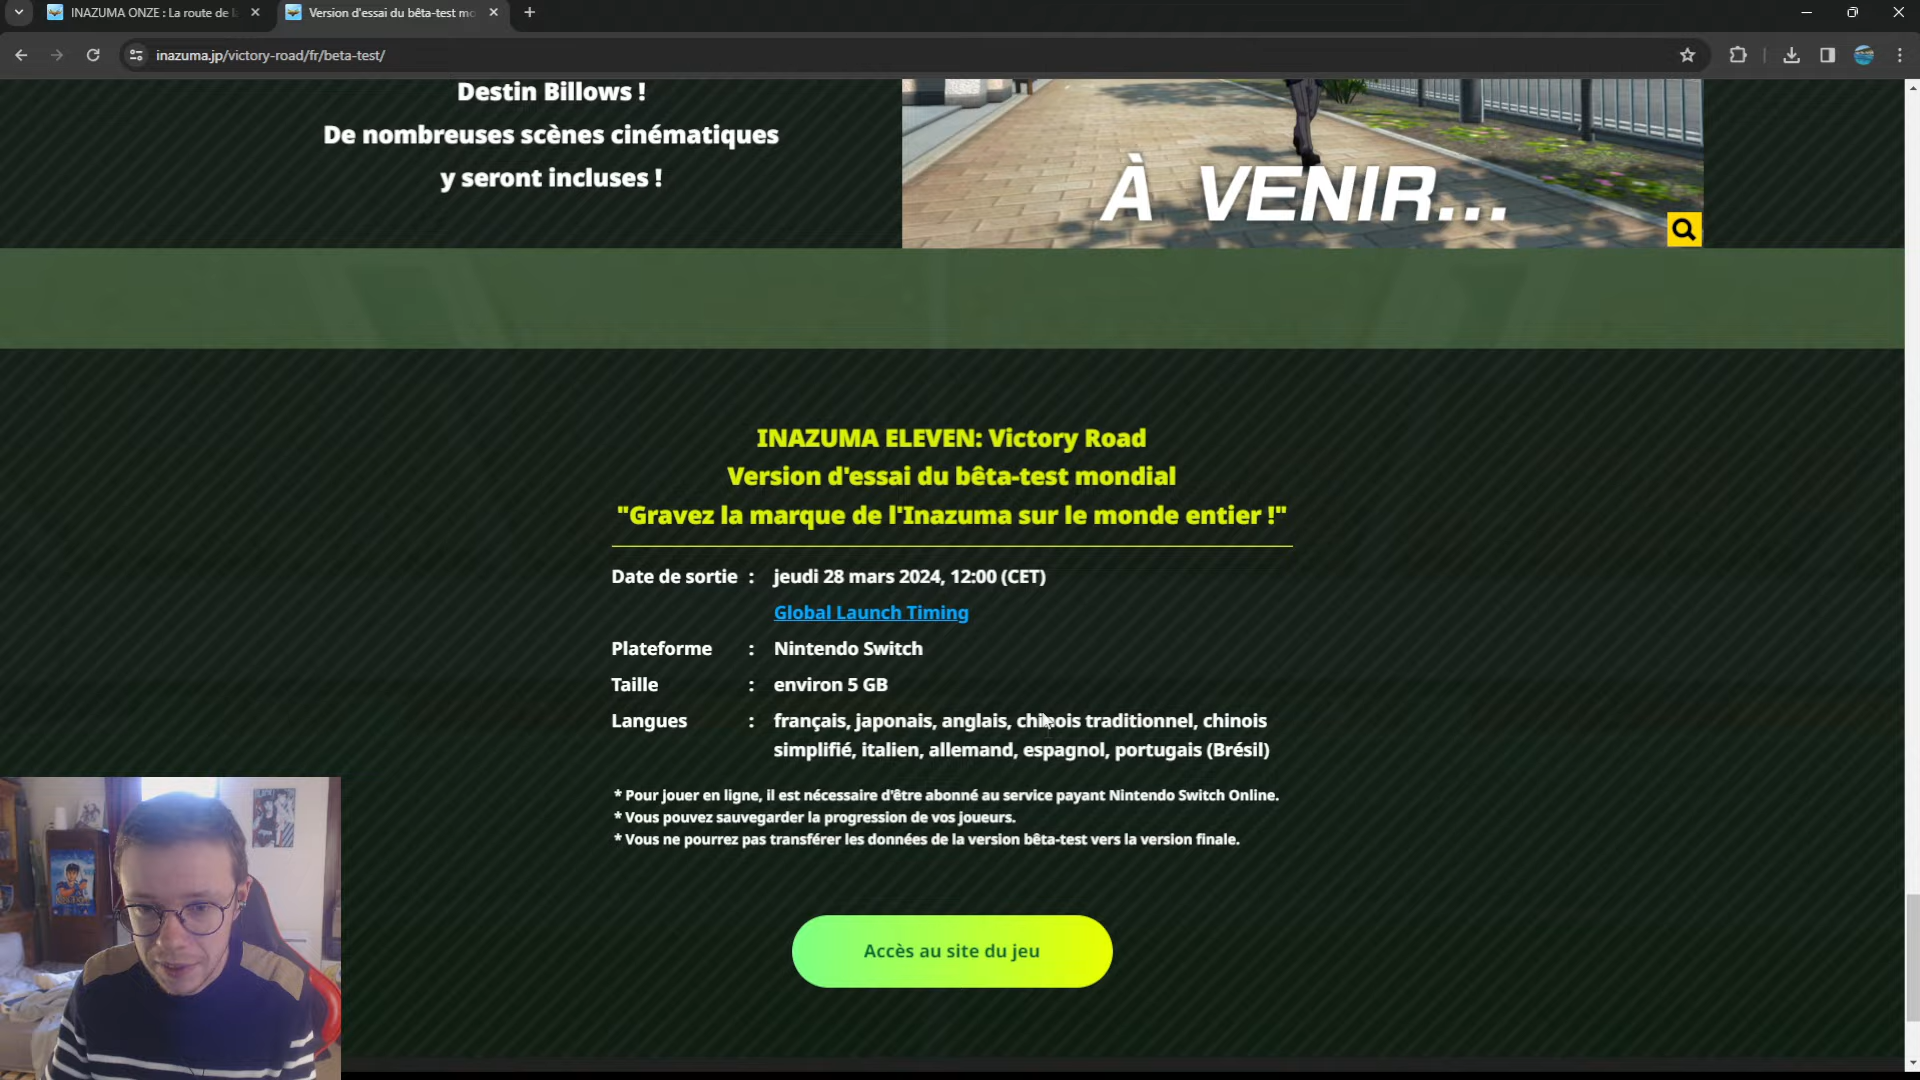 INAZUMA ONZE : La route de l
Version d'essai du bêta-test mo
inazuma.jp/victory-road/fr/beta-test/
Destin Billows !
De nombreuses scènes cinématiques
y seront incluses !
À VENIR...
INAZUMA ELEVEN: Victory Road
Version d'essai du bêta-test mondial
"Gravez la marque de l'Inazuma sur le monde entier !"
Date de sortie : jeudi 28 mars 2024, 12:00 (CET)
Global Launch Timing
Plateforme : Nintendo Switch
Taille : environ 5 GB
Langues : français, japonais, anglais, chinois traditionnel, chinois
simplifié, italien, allemand, espagnol, portugais (Brésil)
* Pour jouer en ligne, il est nécessaire d'être abonné au service payant Nintendo Switch Online.
* Vous pouvez sauvegarder la progression de vos joueurs.
* Vous ne pourrez pas transférer les données de la version bêta-test vers la version finale.
Accès au site du jeu